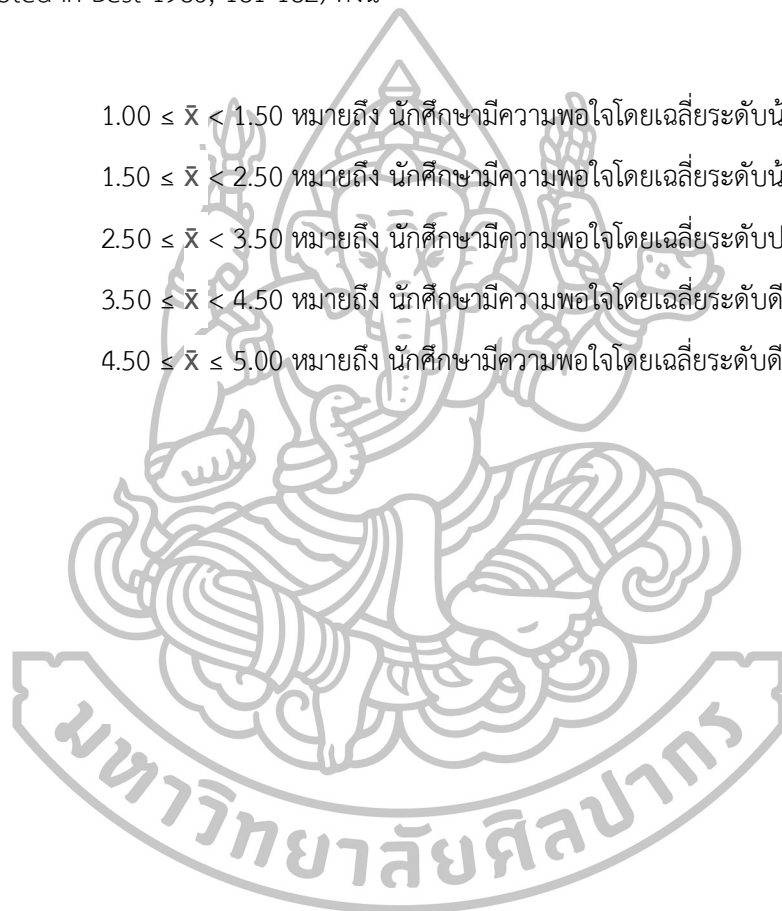 in Best 1986, 181-182)
1.00 ≤ x̄ < 1.50 หมายถึง นักศึกษามีความพอใจโดยเฉลี่ยระดับ
1.50 ≤ x̄ < 2.50 หมายถึง นักศึกษามีความพอใจโดยเฉลี่ยระดับ
2.50 ≤ x̄ < 3.50 หมายถึง นักศึกษามีความพอใจโดยเฉลี่ยระดับ
3.50 ≤ x̄ < 4.50 หมายถึง นักศึกษามีความพอใจโดยเฉลี่ยระดับดี
4.50 ≤ x̄ ≤ 5.00 หมายถึง นักศึกษามีความพอใจโดยเฉลี่ยระดับดี
มหาวิทยาลัยศิลปากร